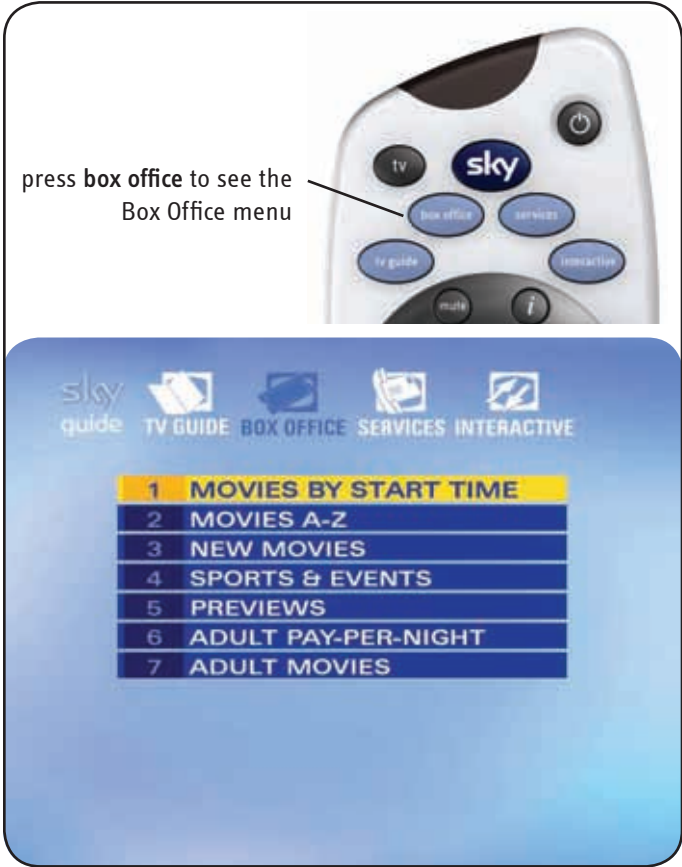 press box office to see the
Box Office menu
tv
sky
box office
services
tv guide
interactive
mute
i
sky
guide
TV GUIDE
BOX OFFICE
SERVICES
INTERACTIVE
1 MOVIES BY START TIME
2 MOVIES A-Z
3 NEW MOVIES
4 SPORTS & EVENTS
5 PREVIEWS
6 ADULT PAY-PER-NIGHT
7 ADULT MOVIES